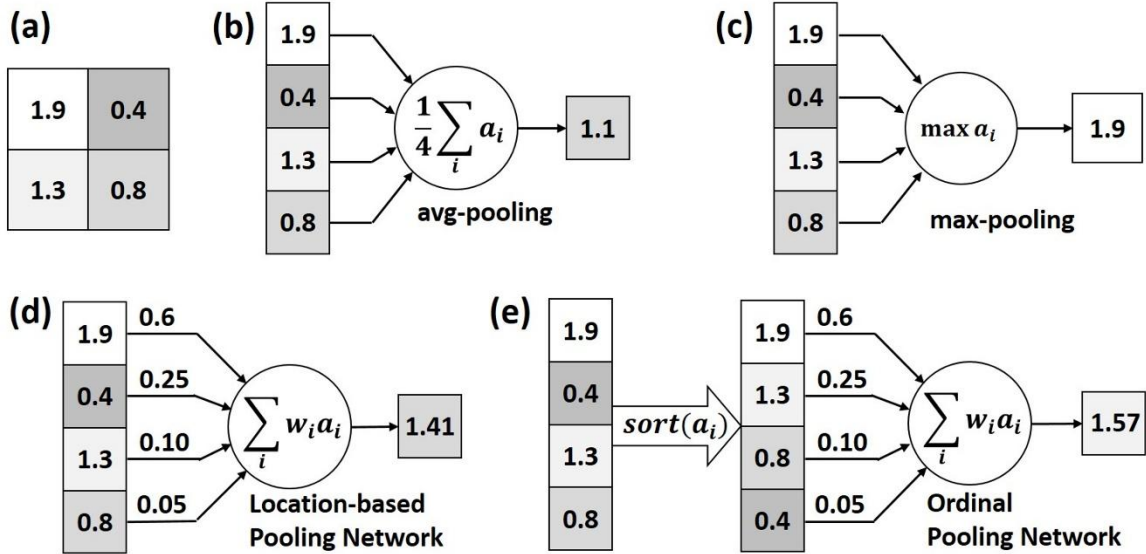 (a)
1.9 0.4
1.3 0.8
(b)
1.9
0.4
1.3
0.8
1/4 ∑ᵢ aᵢ
1.1
avg-pooling
(c)
1.9
0.4
1.3
0.8
max aᵢ
1.9
max-pooling
(d)
1.9 0.6
0.4 0.25
1.3 0.10
0.8 0.05
∑ᵢ wᵢaᵢ
1.41
Location-based
Pooling Network
(e)
1.9
0.4
1.3
0.8
sort(aᵢ)
1.9 0.6
1.3 0.25
0.8 0.10
0.4 0.05
∑ᵢ wᵢaᵢ
1.57
Ordinal
Pooling Network